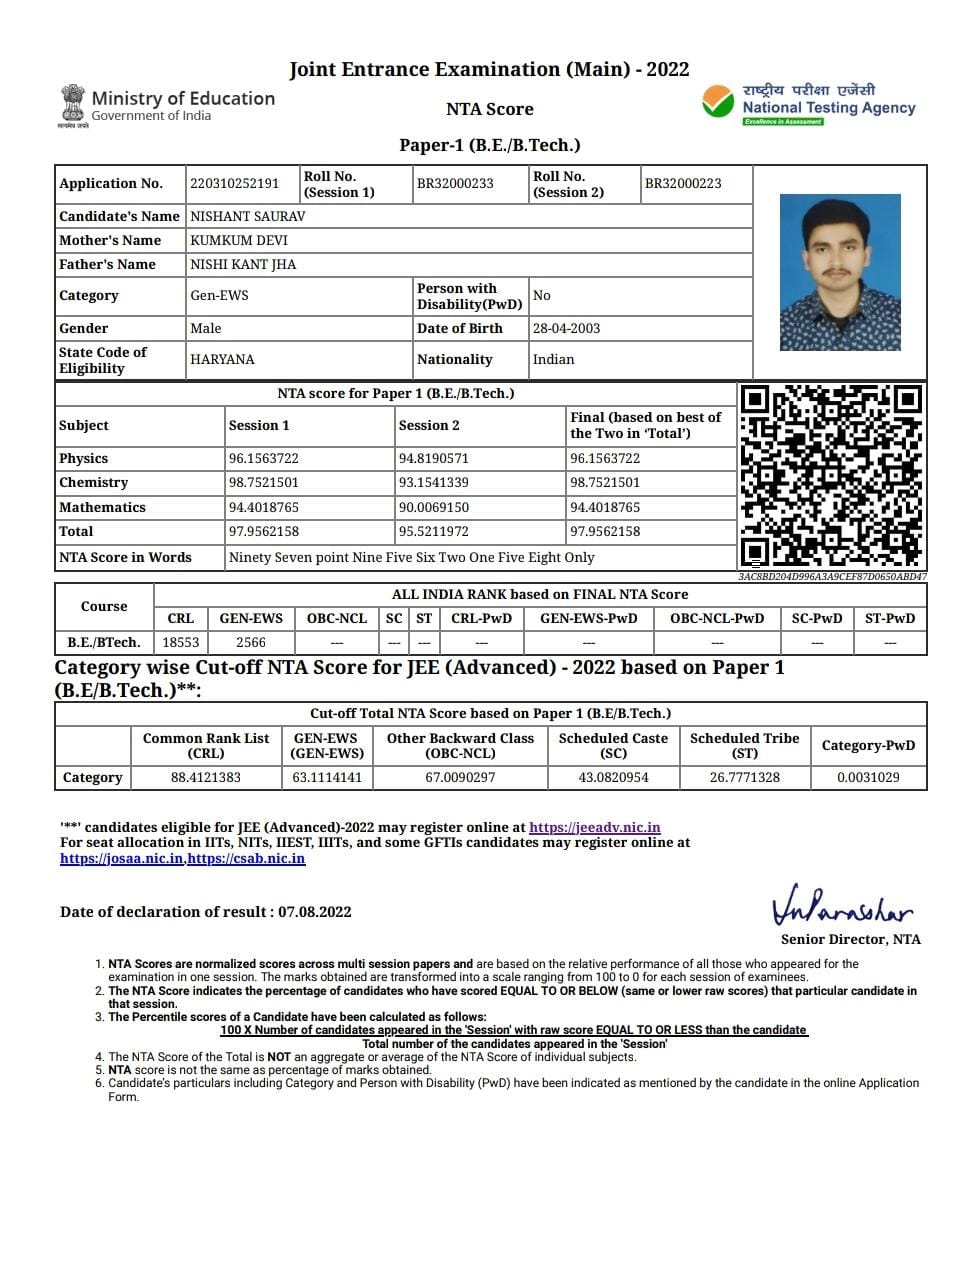 Joint Entrance Examination (Main) - 2022
सत्यमेव जयते
Ministry of Education
Government of India
NTA Score
राष्ट्रीय परीक्षा एजेंसी
National Testing Agency
Excellence in Assessment
Paper-1 (B.E./B.Tech.)
Application No. 220310252191 Roll No. (Session 1) BR32000233 Roll No. (Session 2) BR32000223
Candidate's Name NISHANT SAURAV
Mother's Name KUMKUM DEVI
Father's Name NISHI KANT JHA
Category Gen-EWS Person with Disability(PwD) No
Gender Male Date of Birth 28-04-2003
State Code of Eligibility HARYANA Nationality Indian
NTA score for Paper 1 (B.E./B.Tech.)
Subject Session 1 Session 2 Final (based on best of the Two in ‘Total’)
Physics 96.1563722 94.8190571 96.1563722
Chemistry 98.7521501 93.1541339 98.7521501
Mathematics 94.4018765 90.0069150 94.4018765
Total 97.9562158 95.5211972 97.9562158
NTA Score in Words Ninety Seven point Nine Five Six Two One Five Eight Only
3AC8BD204D996A3A9CEF87D0650ABD47
Course ALL INDIA RANK based on FINAL NTA Score
CRL GEN-EWS OBC-NCL SC ST CRL-PwD GEN-EWS-PwD OBC-NCL-PwD SC-PwD ST-PwD
B.E./BTech. 18553 2566 --- --- --- --- --- --- --- ---
Category wise Cut-off NTA Score for JEE (Advanced) - 2022 based on Paper 1
(B.E/B.Tech.)**:
Cut-off Total NTA Score based on Paper 1 (B.E/B.Tech.)
Common Rank List (CRL) GEN-EWS (GEN-EWS) Other Backward Class (OBC-NCL) Scheduled Caste (SC) Scheduled Tribe (ST) Category-PwD
Category 88.4121383 63.1114141 67.0090297 43.0820954 26.7771328 0.0031029
'**' candidates eligible for JEE (Advanced)-2022 may register online at https://jeeadv.nic.in
For seat allocation in IITs, NITs, IIEST, IIITs, and some GFTIs candidates may register online at
https://josaa.nic.in,https://csab.nic.in
Date of declaration of result : 07.08.2022
VnParashar
Senior Director, NTA
1. NTA Scores are normalized scores across multi session papers and are based on the relative performance of all those who appeared for the
examination in one session. The marks obtained are transformed into a scale ranging from 100 to 0 for each session of examinees.
2. The NTA Score indicates the percentage of candidates who have scored EQUAL TO OR BELOW (same or lower raw scores) that particular candidate in
that session.
3. The Percentile scores of a Candidate have been calculated as follows:
100 X Number of candidates appeared in the 'Session' with raw score EQUAL TO OR LESS than the candidate
Total number of the candidates appeared in the 'Session'
4. The NTA Score of the Total is NOT an aggregate or average of the NTA Score of individual subjects.
5. NTA score is not the same as percentage of marks obtained.
6. Candidate's particulars including Category and Person with Disability (PwD) have been indicated as mentioned by the candidate in the online Application
Form.